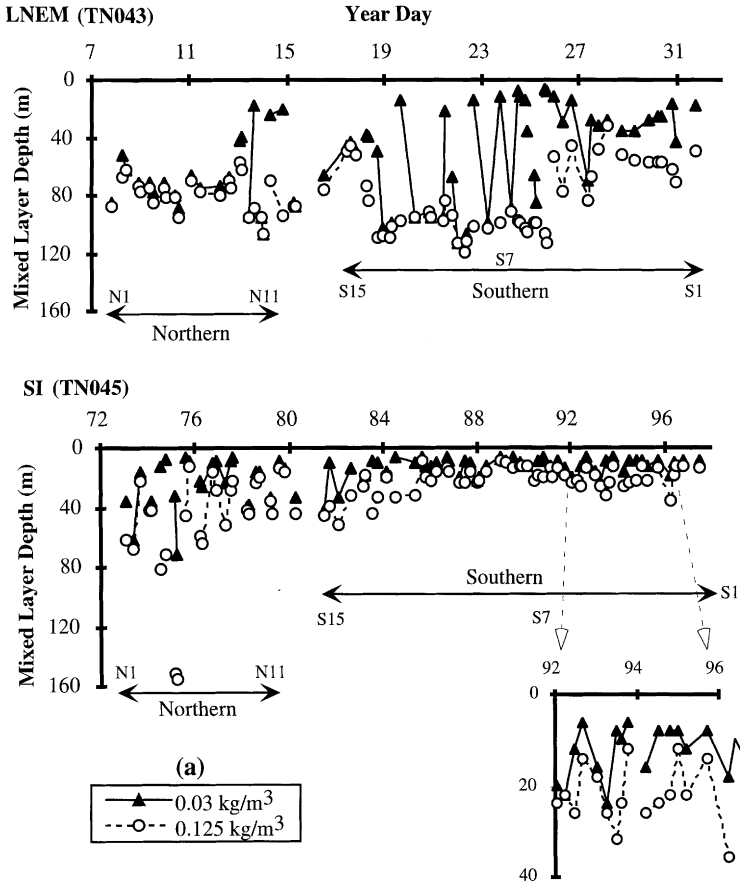 LNEM (TN043) Year Day
7 11 15 19 23 27 31
Mixed Layer Depth (m)
0
40
80
120
160
N1 N11
Northern
S15 S7 S1
Southern
SI (TN045)
72 76 80 84 88 92 96
Mixed Layer Depth (m)
0
40
80
120
160
N1 N11
Northern
Southern
S15 S7 S1
92 94 96
0
20
40
(a)
0.03 kg/m3
0.125 kg/m3